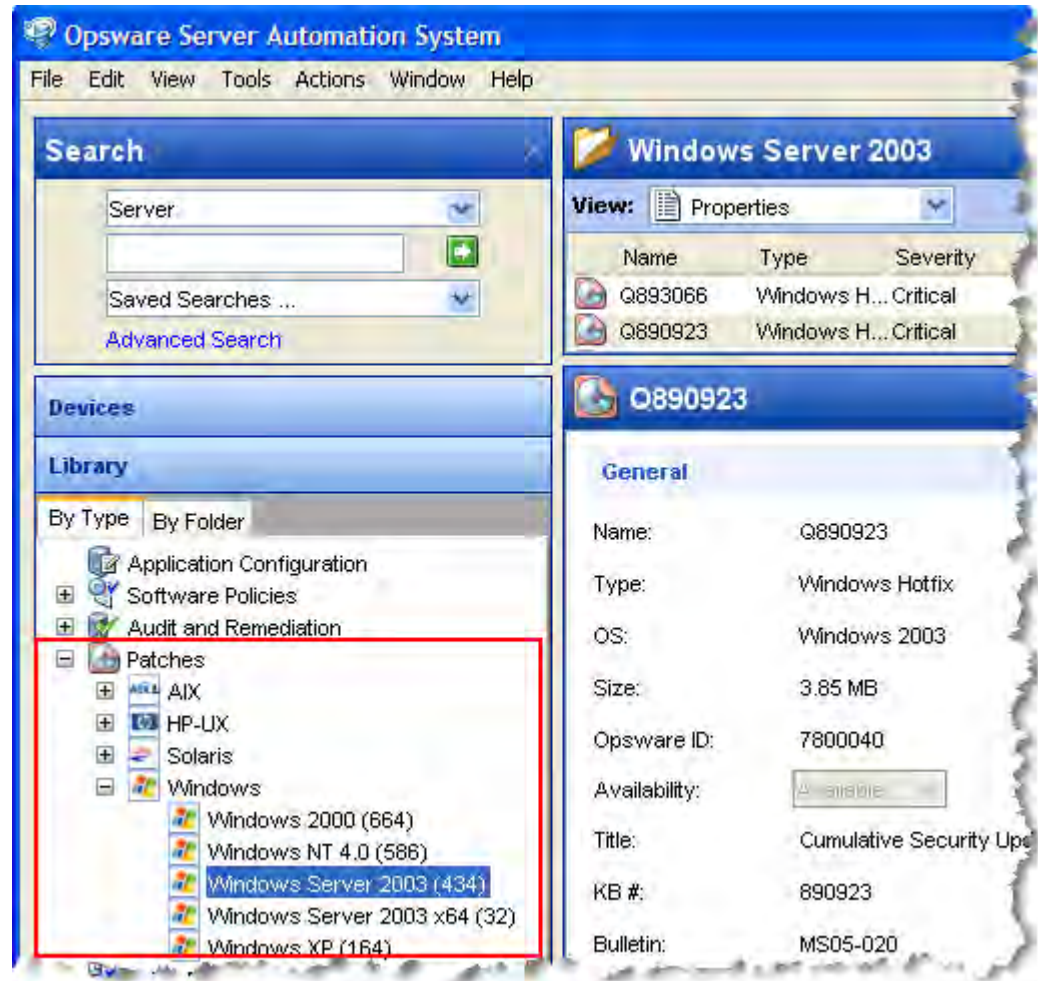 Opsware Server Automation System
File Edit View Tools Actions Window Help
Search
Server
Saved Searches ...
Advanced Search
Devices
Library
By Type By Folder
Application Configuration
Software Policies
Audit and Remediation
Patches
AIX
HP-UX
Solaris
Windows
Windows 2000 (664)
Windows NT 4.0 (586)
Windows Server 2003 (434)
Windows Server 2003 x64 (32)
Windows XP (164)
Windows Server 2003
View: Properties
Name Type Severity
Q893066 Windows H... Critical
Q890923 Windows H... Critical
Q890923
General
Name: Q890923
Type: Windows Hotfix
OS: Windows 2003
Size: 3.85 MB
Opsware ID: 7800040
Availability: Available
Title: Cumulative Security
KB #: 890923
Bulletin: MS05-020